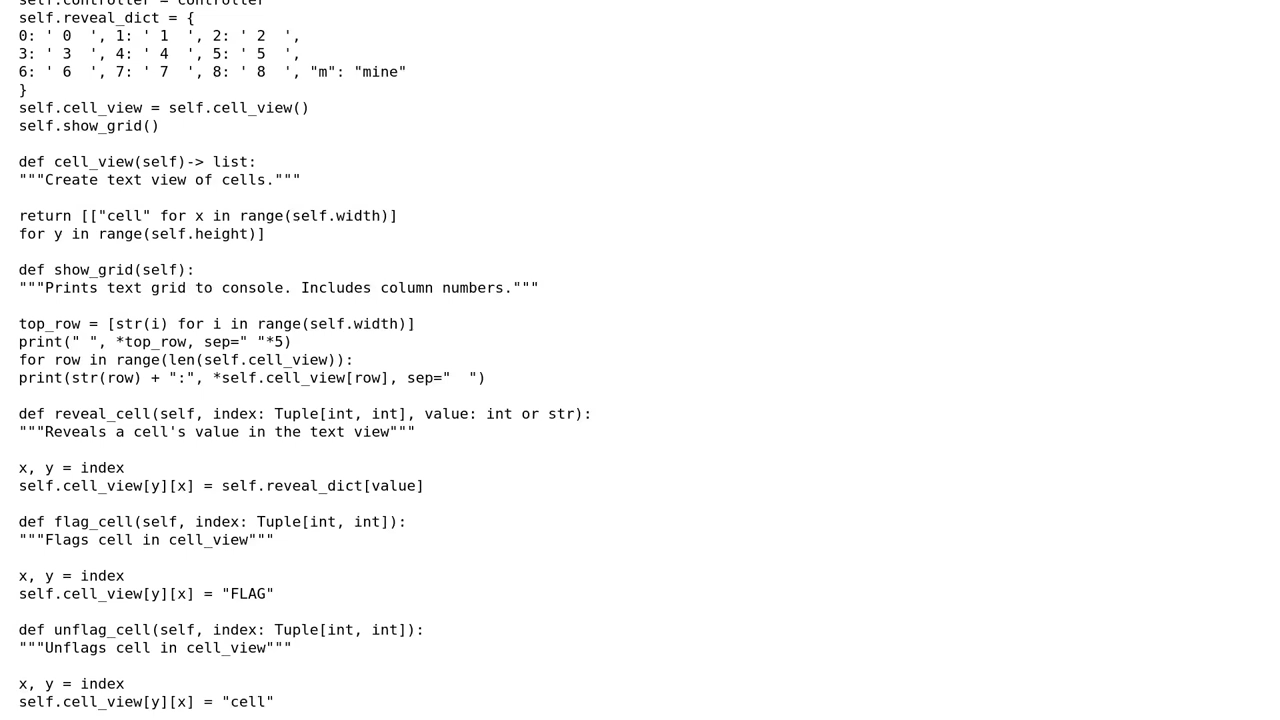 self.controller = controller
self.reveal_dict = {
0: ' 0  ', 1: ' 1  ', 2: ' 2  ',
3: ' 3  ', 4: ' 4  ', 5: ' 5  ',
6: ' 6  ', 7: ' 7  ', 8: ' 8  ', "m": "mine"
}
self.cell_view = self.cell_view()
self.show_grid()

def cell_view(self)-> list:
"""Create text view of cells."""

return [["cell" for x in range(self.width)]
for y in range(self.height)]

def show_grid(self):
"""Prints text grid to console. Includes column numbers."""

top_row = [str(i) for i in range(self.width)]
print(" ", *top_row, sep=" "*5)
for row in range(len(self.cell_view)):
print(str(row) + ":", *self.cell_view[row], sep="  ")

def reveal_cell(self, index: Tuple[int, int], value: int or str):
"""Reveals a cell's value in the text view"""

x, y = index
self.cell_view[y][x] = self.reveal_dict[value]

def flag_cell(self, index: Tuple[int, int]):
"""Flags cell in cell_view"""

x, y = index
self.cell_view[y][x] = "FLAG"

def unflag_cell(self, index: Tuple[int, int]):
"""Unflags cell in cell_view"""

x, y = index
self.cell_view[y][x] = "cell"